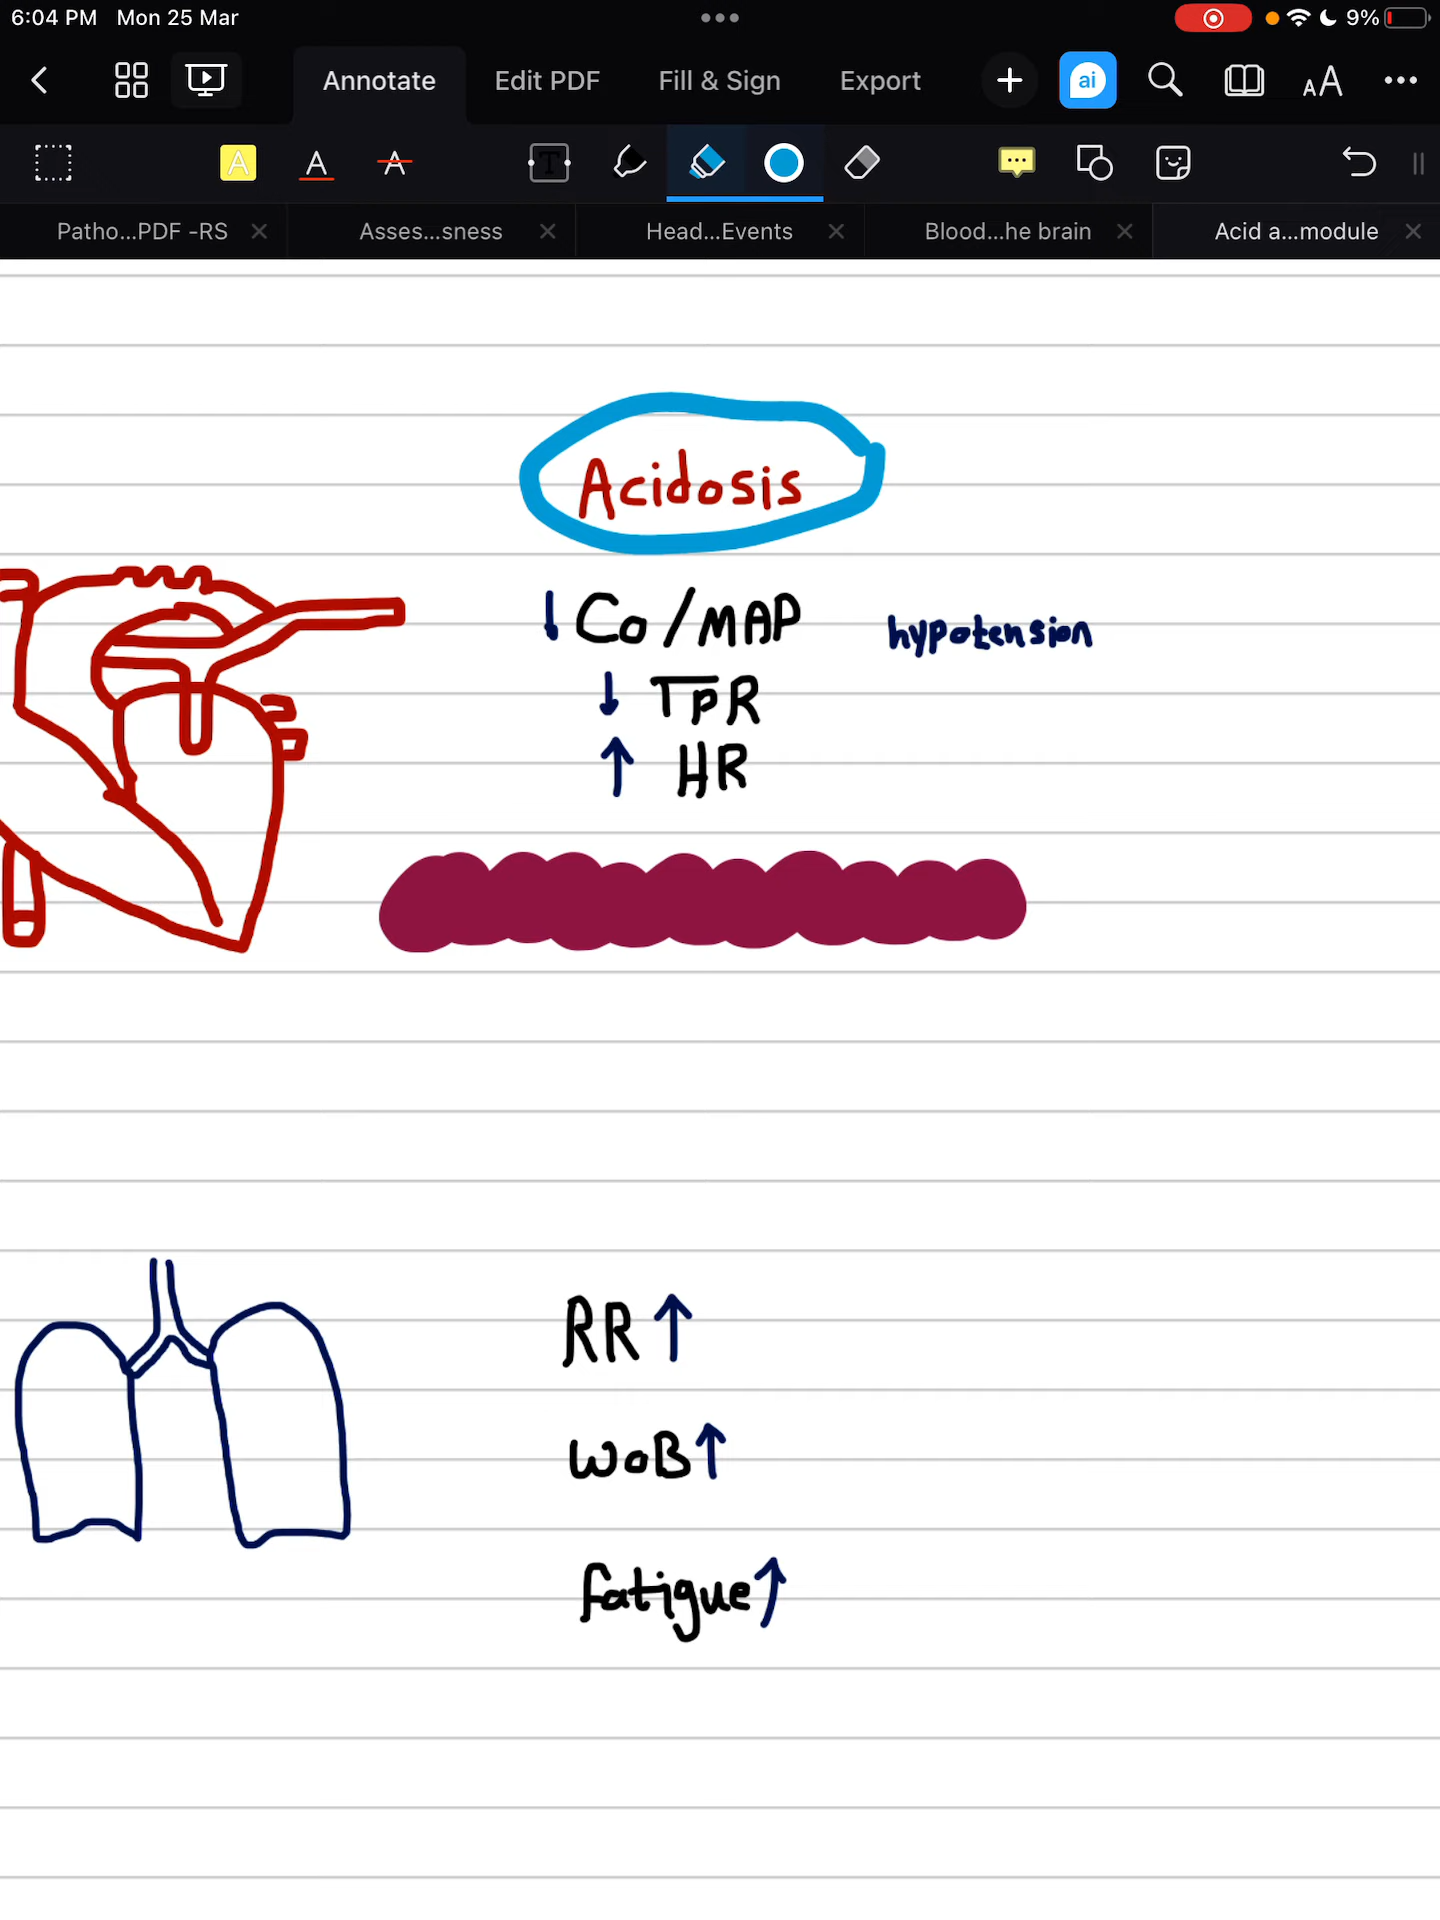 6:04 PM Mon 25 Mar
9%
Annotate Edit PDF Fill & Sign Export ai AA
A A A T
Patho...PDF -RS Asses...sness Head...Events Blood...he brain Acid a...module
Acidosis
↓ Co/MAP hypotension
↓ TPR
↑ HR
RR ↑
WoB ↑
fatigue ↑